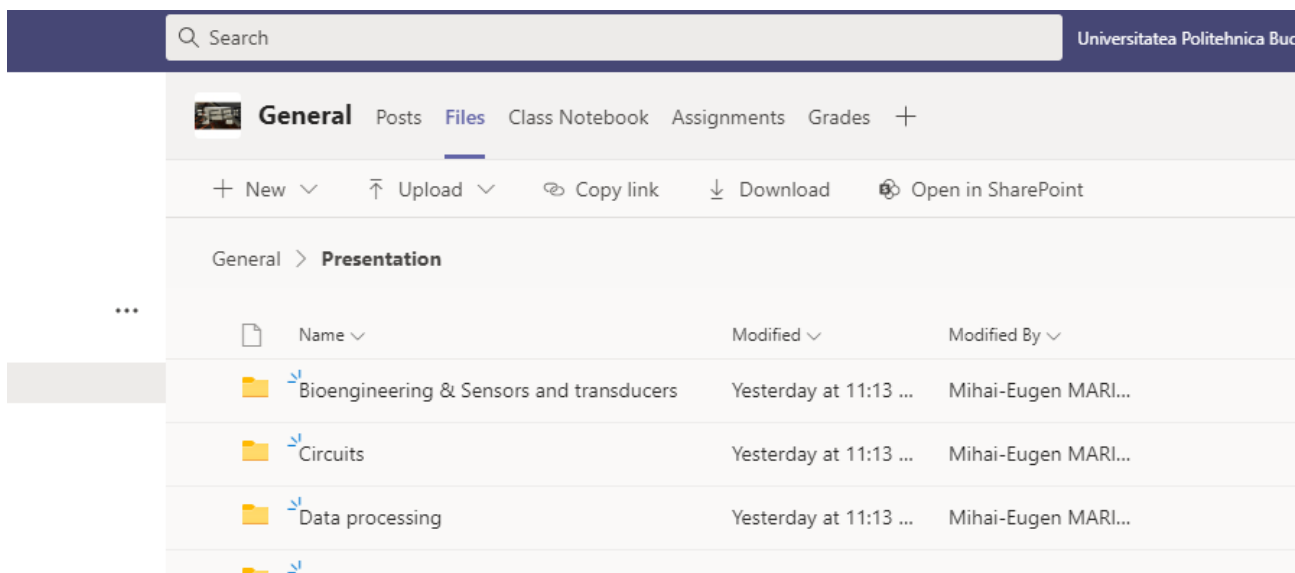 Search
Universitatea Politehnica Buc
General Posts Files Class Notebook Assignments Grades
New Upload Copy link Download Open in SharePoint
General > Presentation
Name Modified Modified By
Bioengineering & Sensors and transducers Yesterday at 11:13 ... Mihai-Eugen MARI...
Circuits Yesterday at 11:13 ... Mihai-Eugen MARI...
Data processing Yesterday at 11:13 ... Mihai-Eugen MARI...